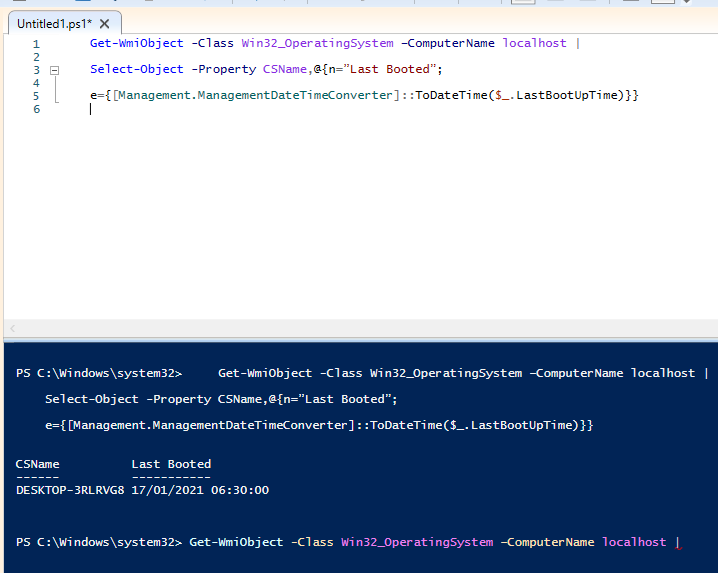 Untitled1.ps1* X
1 Get-WmiObject -Class Win32_OperatingSystem –ComputerName localhost |
2
3 Select-Object -Property CSName,@{n=”Last Booted”;
4
5 e={[Management.ManagementDateTimeConverter]::ToDateTime($_.LastBootUpTime)}}
6
PS C:\Windows\system32> Get-WmiObject -Class Win32_OperatingSystem –ComputerName localhost |
Select-Object -Property CSName,@{n=”Last Booted”;
e={[Management.ManagementDateTimeConverter]::ToDateTime($_.LastBootUpTime)}}
CSName Last Booted
------ -----------
DESKTOP-3RLRVG8 17/01/2021 06:30:00
PS C:\Windows\system32> Get-WmiObject -Class Win32_OperatingSystem –ComputerName localhost |